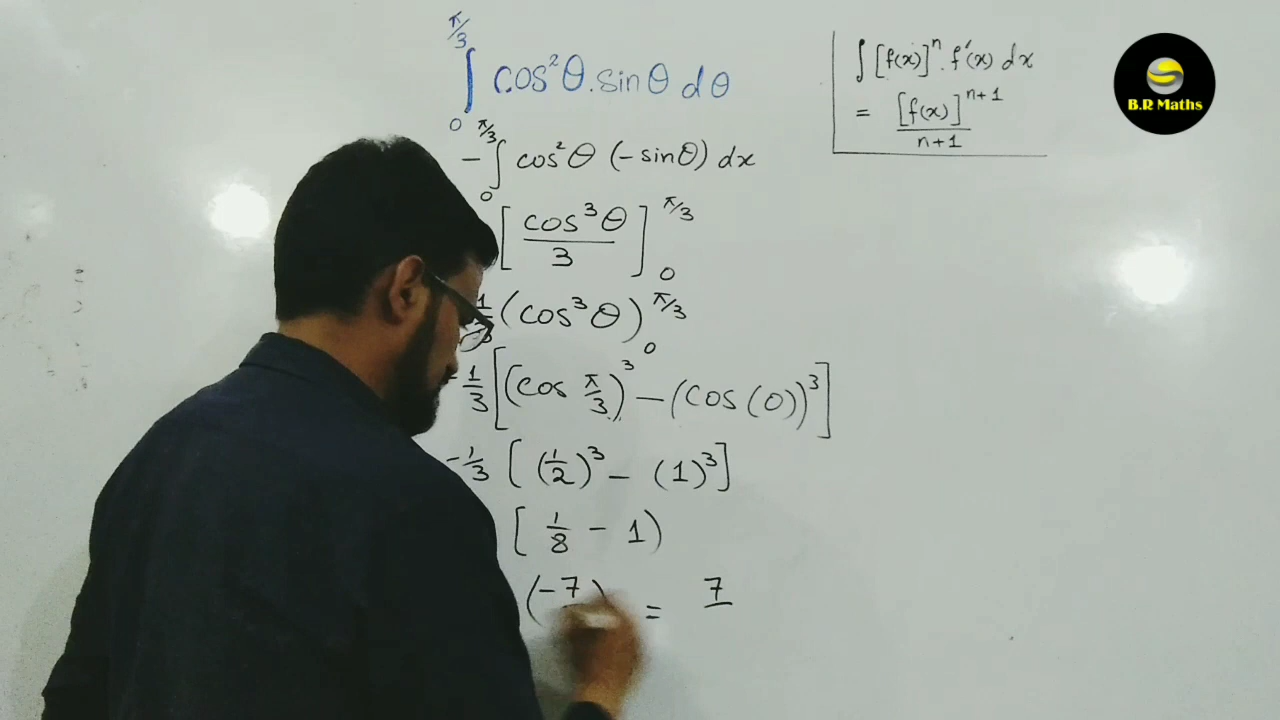 π/3
∫ cos²θ.sinθ dθ
0
π/3
- ∫ cos²θ (-sinθ) dx
0
[cos³θ / 3] π/3 0
1/3 (cos³θ) π/3 0
-1/3 [(cos π/3)³ - (cos(0))³]
-1/3 [(1/2)³ - (1)³]
[1/8 - 1)
(-7 ) = 7
∫ [f(x)]ⁿ. f'(x) dx
= [f(x)]ⁿ⁺¹
n+1
B.R Maths